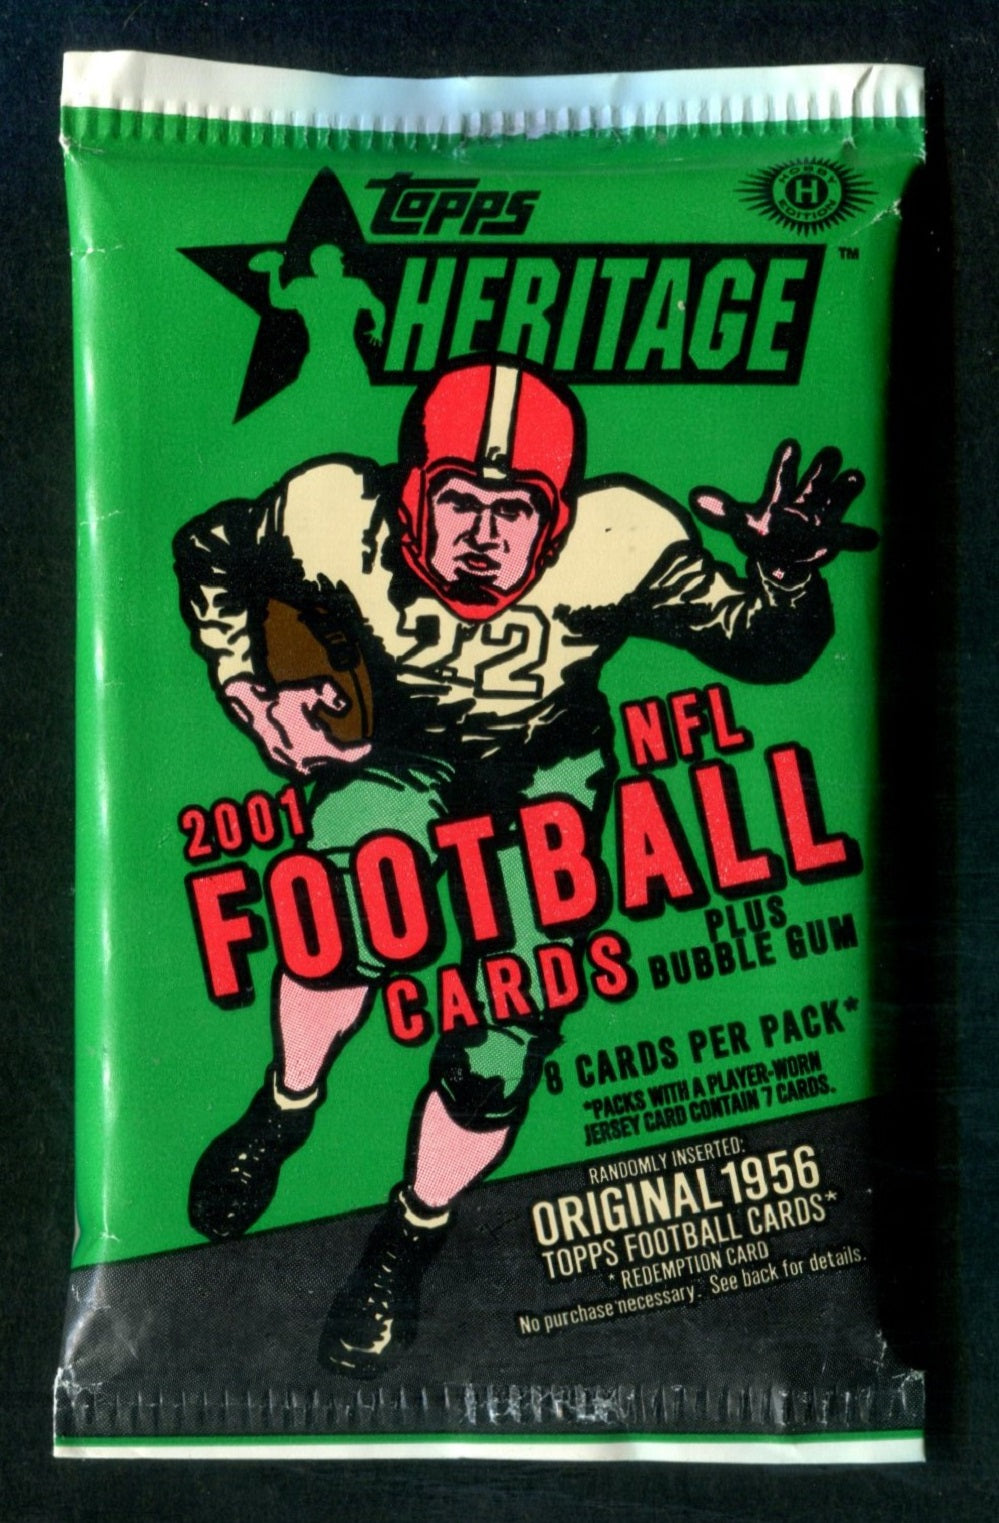 Topps
HOBBY
H
EDITION
HERITAGE™
22
NFL
2001
FOOTBALL
CARDS
PLUS
BUBBLE GUM
8 CARDS PER PACK*
*PACKS WITH A PLAYER-WORN
JERSEY CARD CONTAIN 7 CARDS.
RANDOMLY INSERTED:
ORIGINAL 1956
TOPPS FOOTBALL CARDS*
* REDEMPTION CARD
No purchase necessary. See back for details.